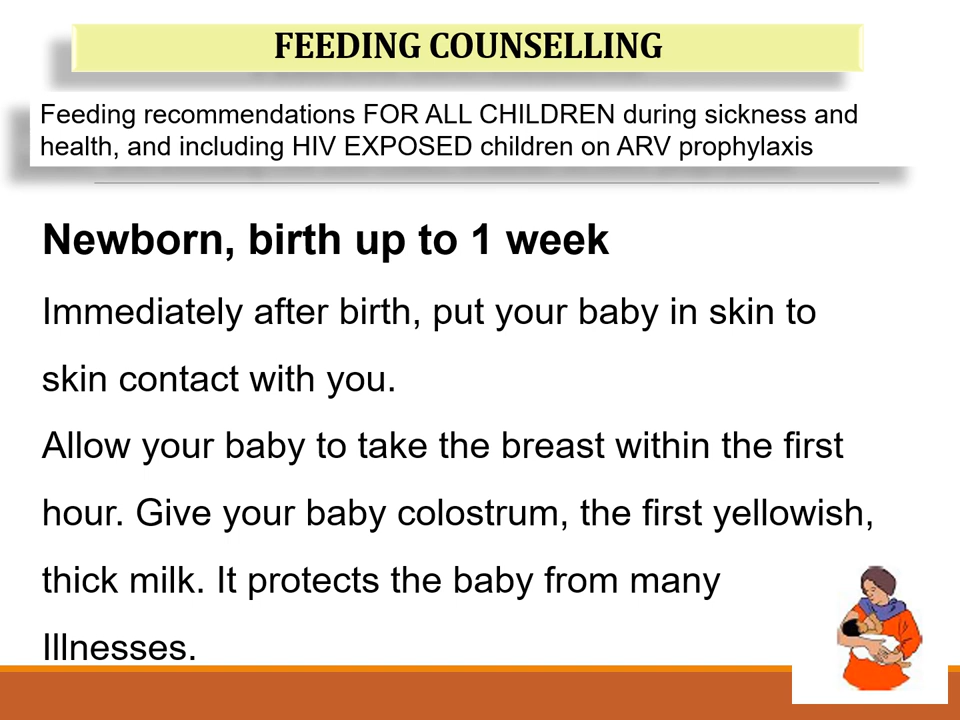 FEEDING COUNSELLING
Feeding recommendations FOR ALL CHILDREN during sickness and
health, and including HIV EXPOSED children on ARV prophylaxis
Newborn, birth up to 1 week
Immediately after birth, put your baby in skin to
skin contact with you.
Allow your baby to take the breast within the first
hour. Give your baby colostrum, the first yellowish,
thick milk. It protects the baby from many
Illnesses.